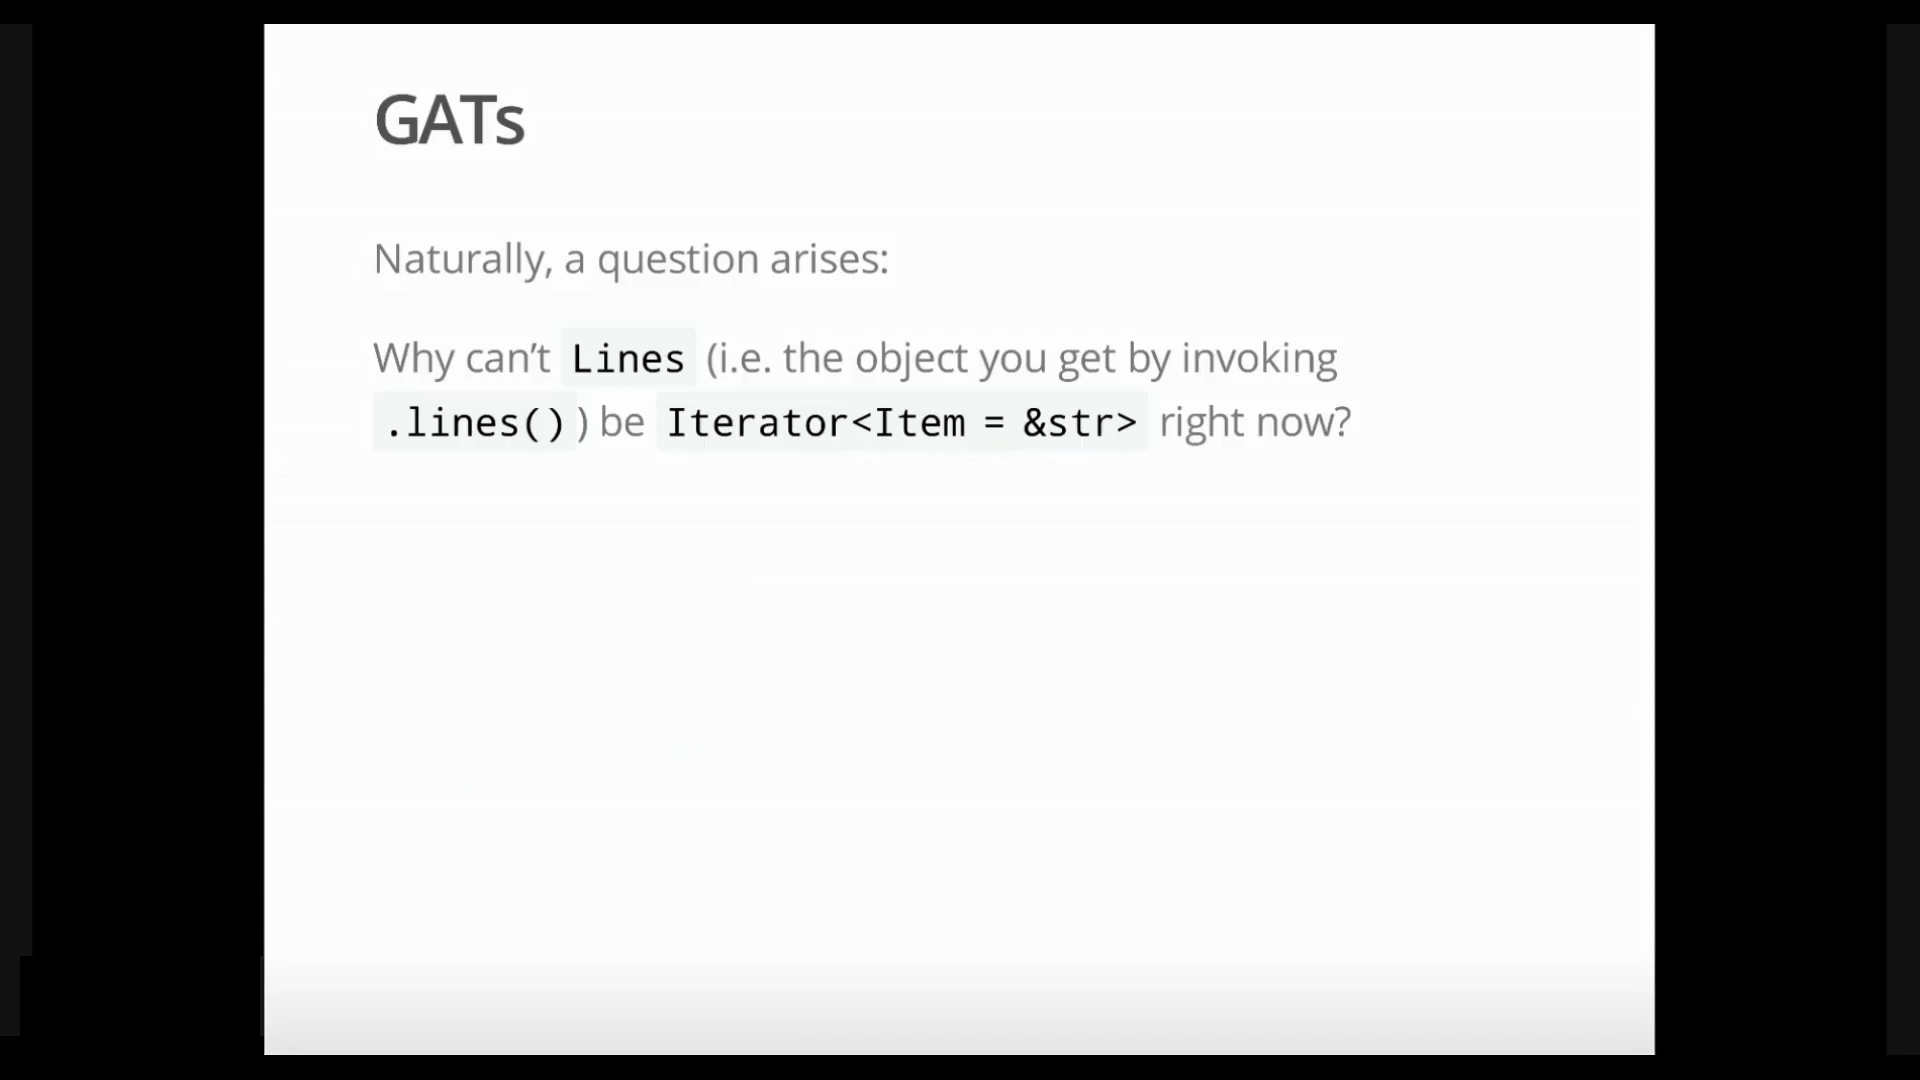 GATs
Naturally, a question arises:
Why can’t Lines (i.e. the object you get by invoking
.lines() ) be Iterator<Item = &str> right now?